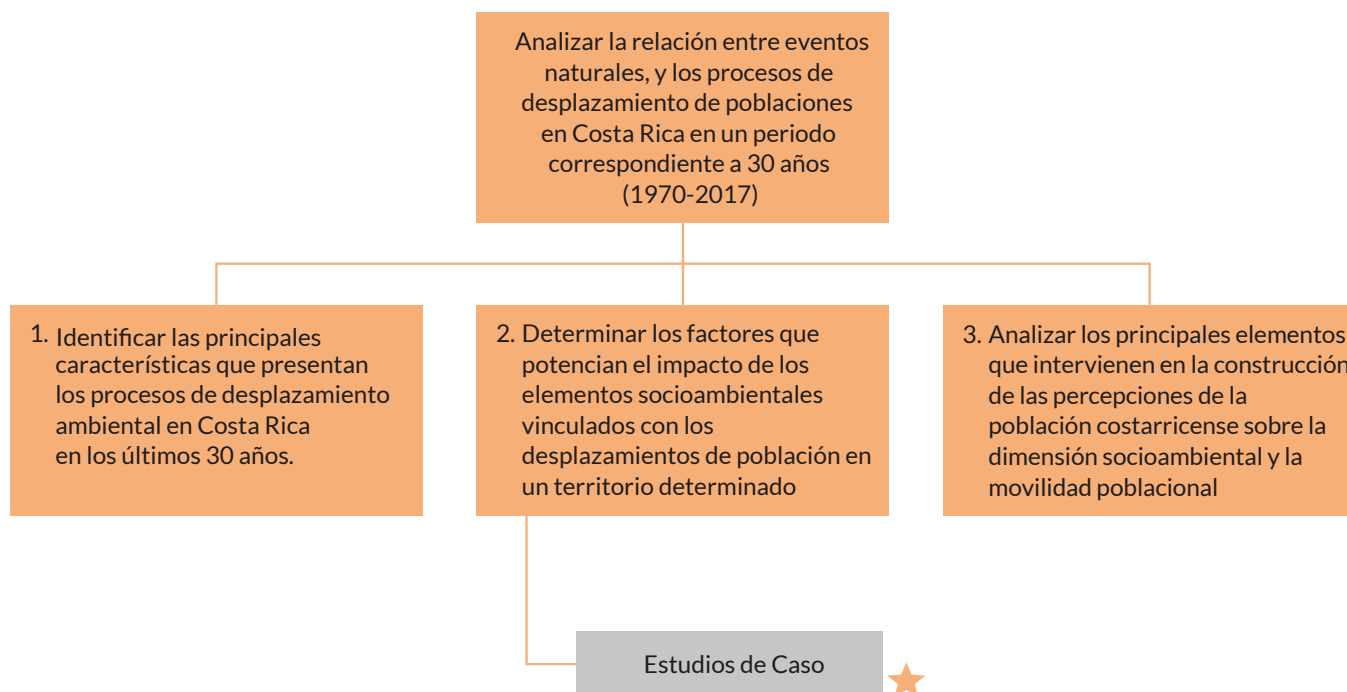 Analizar la relación entre eventos
naturales, y los procesos de
desplazamiento de poblaciones
en Costa Rica en un periodo
correspondiente a 30 años
(1970-2017)
1. Identificar las principales
características que presentan
los procesos de desplazamiento
ambiental en Costa Rica
en los últimos 30 años.
2. Determinar los factores que
potencian el impacto de los
elementos socioambientales
vinculados con los
desplazamientos de población en
un territorio determinado
3. Analizar los principales elementos
que intervienen en la construcción
de las percepciones de la
población costarricense sobre la
dimensión socioambiental y la
movilidad poblacional
Estudios de Caso